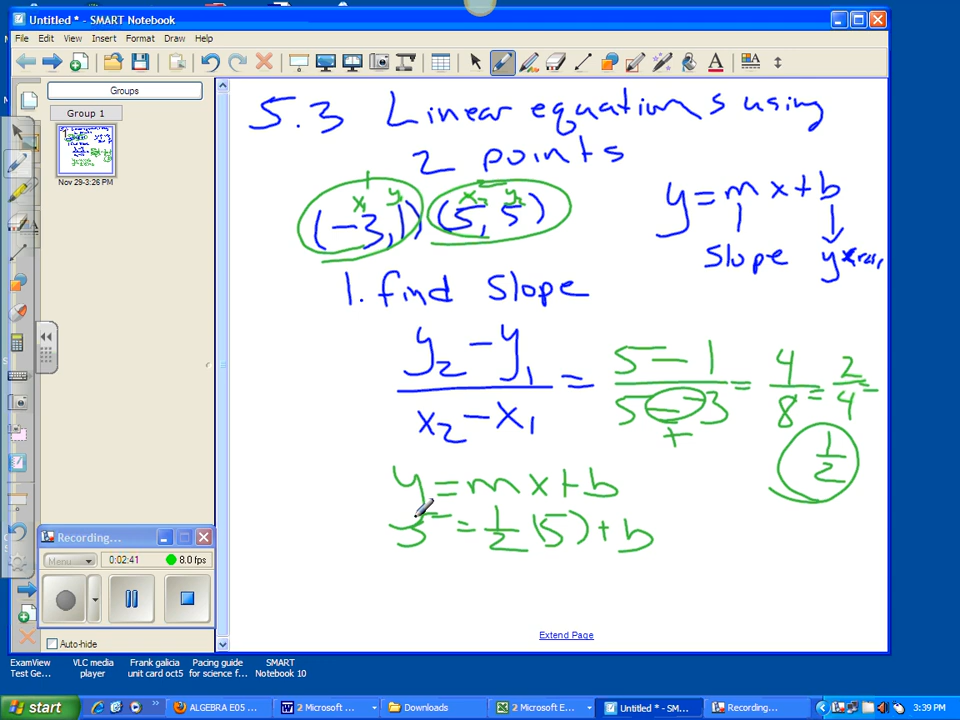 Untitled * - SMART Notebook
File Edit View Insert Format Draw Help
Groups
Group 1
Nov 29-3:26 PM
5.3 Linear equations using
2 points
x1 y1 x2 y2
(-3, 1) (5, 5)
y = mx + b
slope
1. find slope
y2 - y1 / x2 - x1 = 5 - 1 / 5 - -3 = 4/8 = 2/4 =
+
1/2
y = mx + b
5 = 1/2 (5) + b
Recording...
Menu 0:02:41 8.0 fps
Auto-hide
Extend Page
ExamView Test Ge...
VLC media player
Frank galicia unit card oct5
Pacing guide for science f...
SMART Notebook 10
start
ALGEBRA E05 ...
2 Microsoft ...
Downloads
2 Microsoft E...
Untitled * - SM...
Recording...
3:39 PM